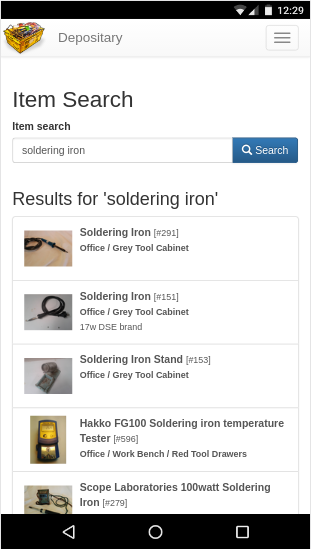 12:29
Depositary
Item Search
Item search
soldering iron
Search
Results for 'soldering iron'
Soldering Iron [#291]
Office / Grey Tool Cabinet
Soldering Iron [#151]
Office / Grey Tool Cabinet
17w DSE brand
Soldering Iron Stand [#153]
Office / Grey Tool Cabinet
Hakko FG100 Soldering iron temperature
Tester [#596]
Office / Work Bench / Red Tool Drawers
Scope Laboratories 100watt Soldering
Iron [#279]